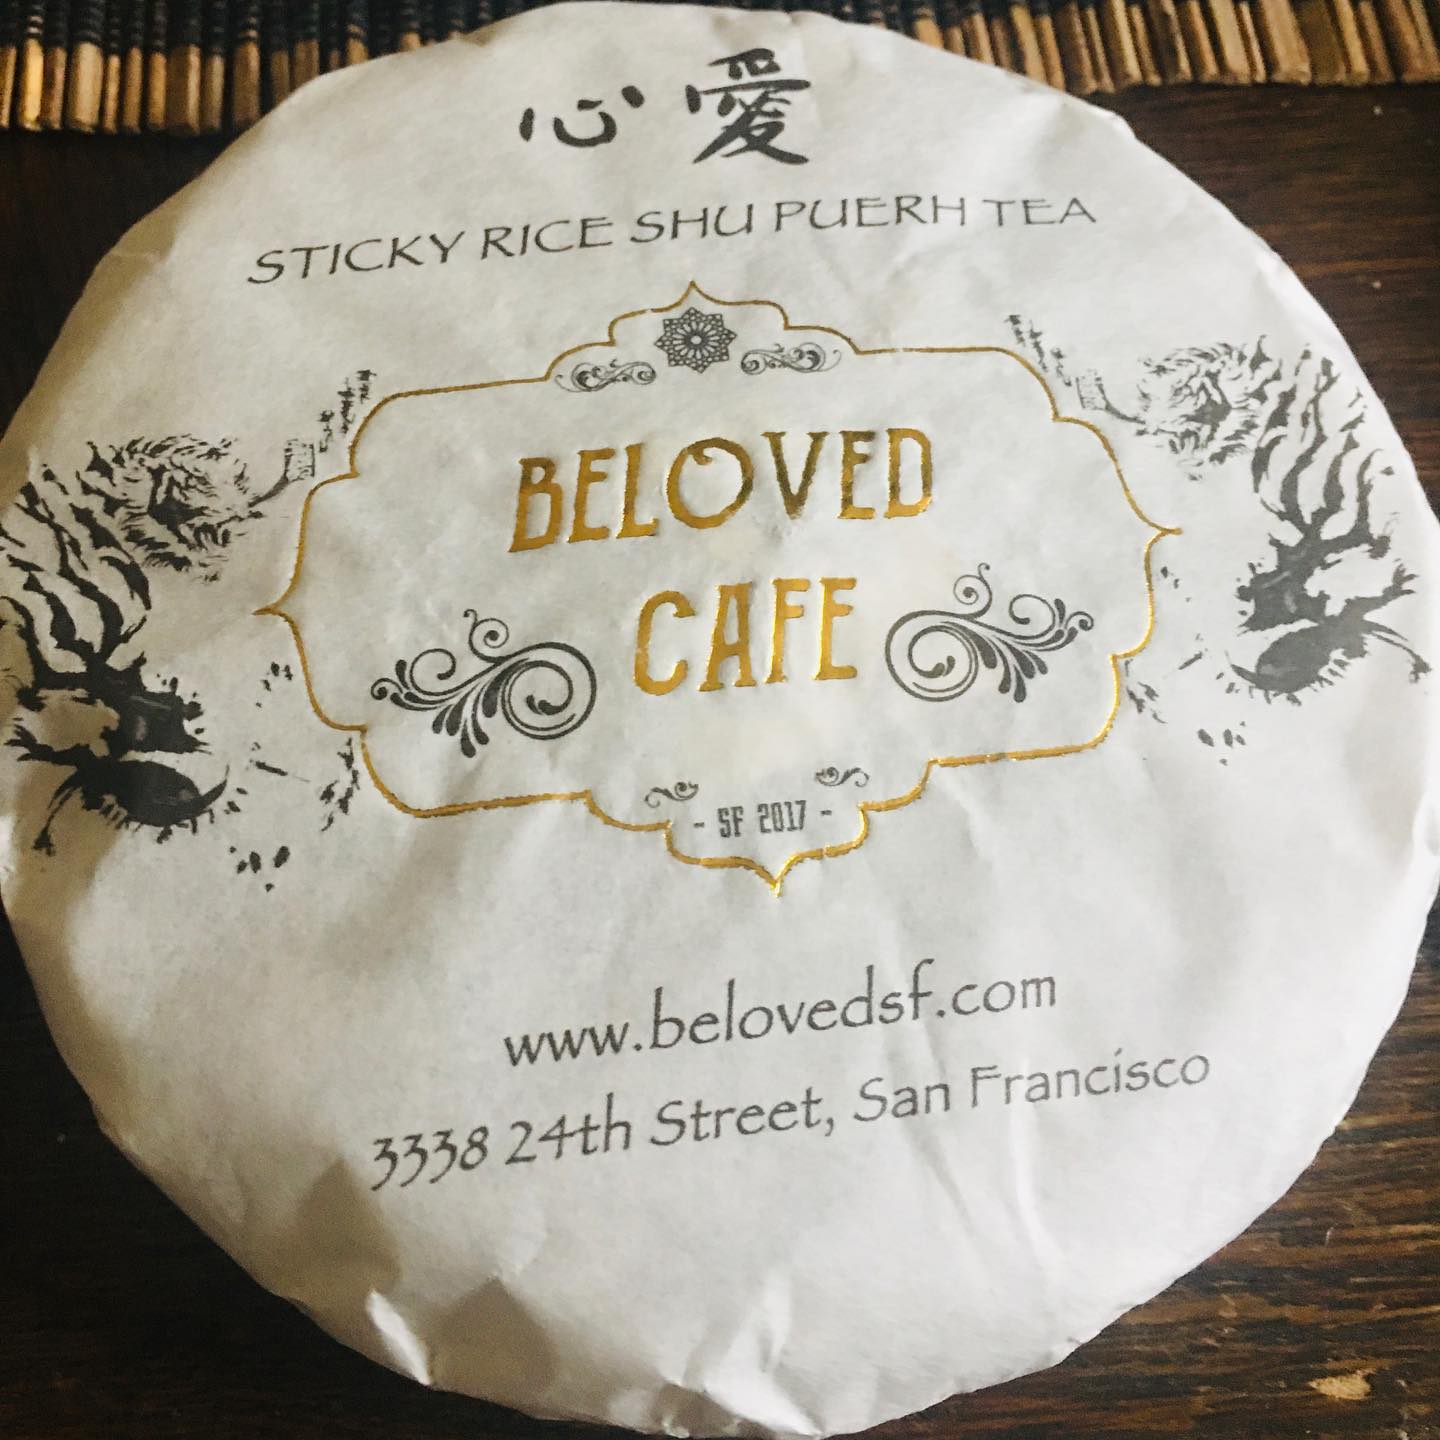 心愛
STICKY RICE SHU PUERH TEA
BELOVED
CAFE
- SF 2017 -
www.belovedsf.com
3338 24th Street, San Francisco